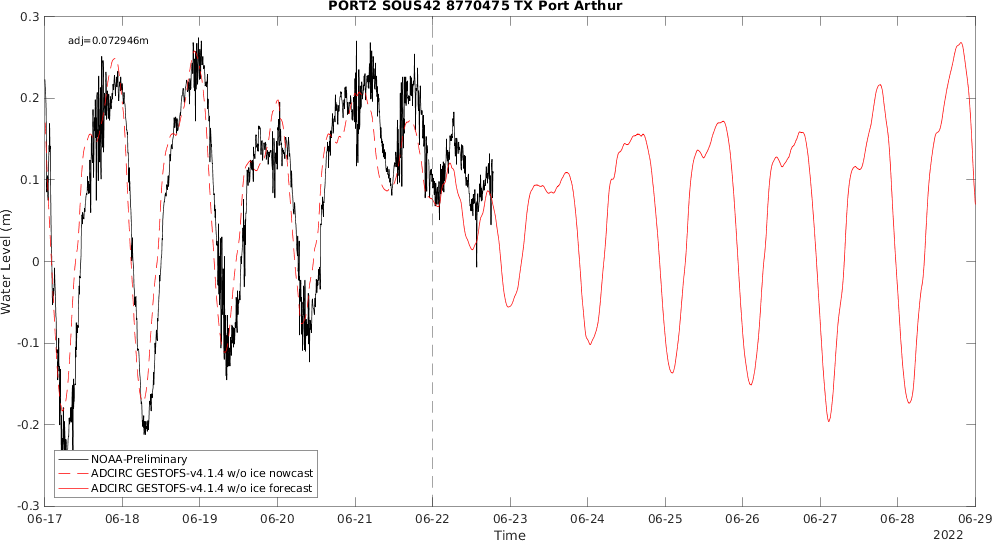 PORT2 SOUS42 8770475 TX Port Arthur
adj=0.072946m
0.3
0.2
0.1
0
-0.1
-0.2
-0.3
Water Level (m)
NOAA-Preliminary
ADCIRC GESTOFS-v4.1.4 w/o ice nowcast
ADCIRC GESTOFS-v4.1.4 w/o ice forecast
06-17 06-18 06-19 06-20 06-21 06-22 06-23 06-24 06-25 06-26 06-27 06-28 06-29
Time
2022